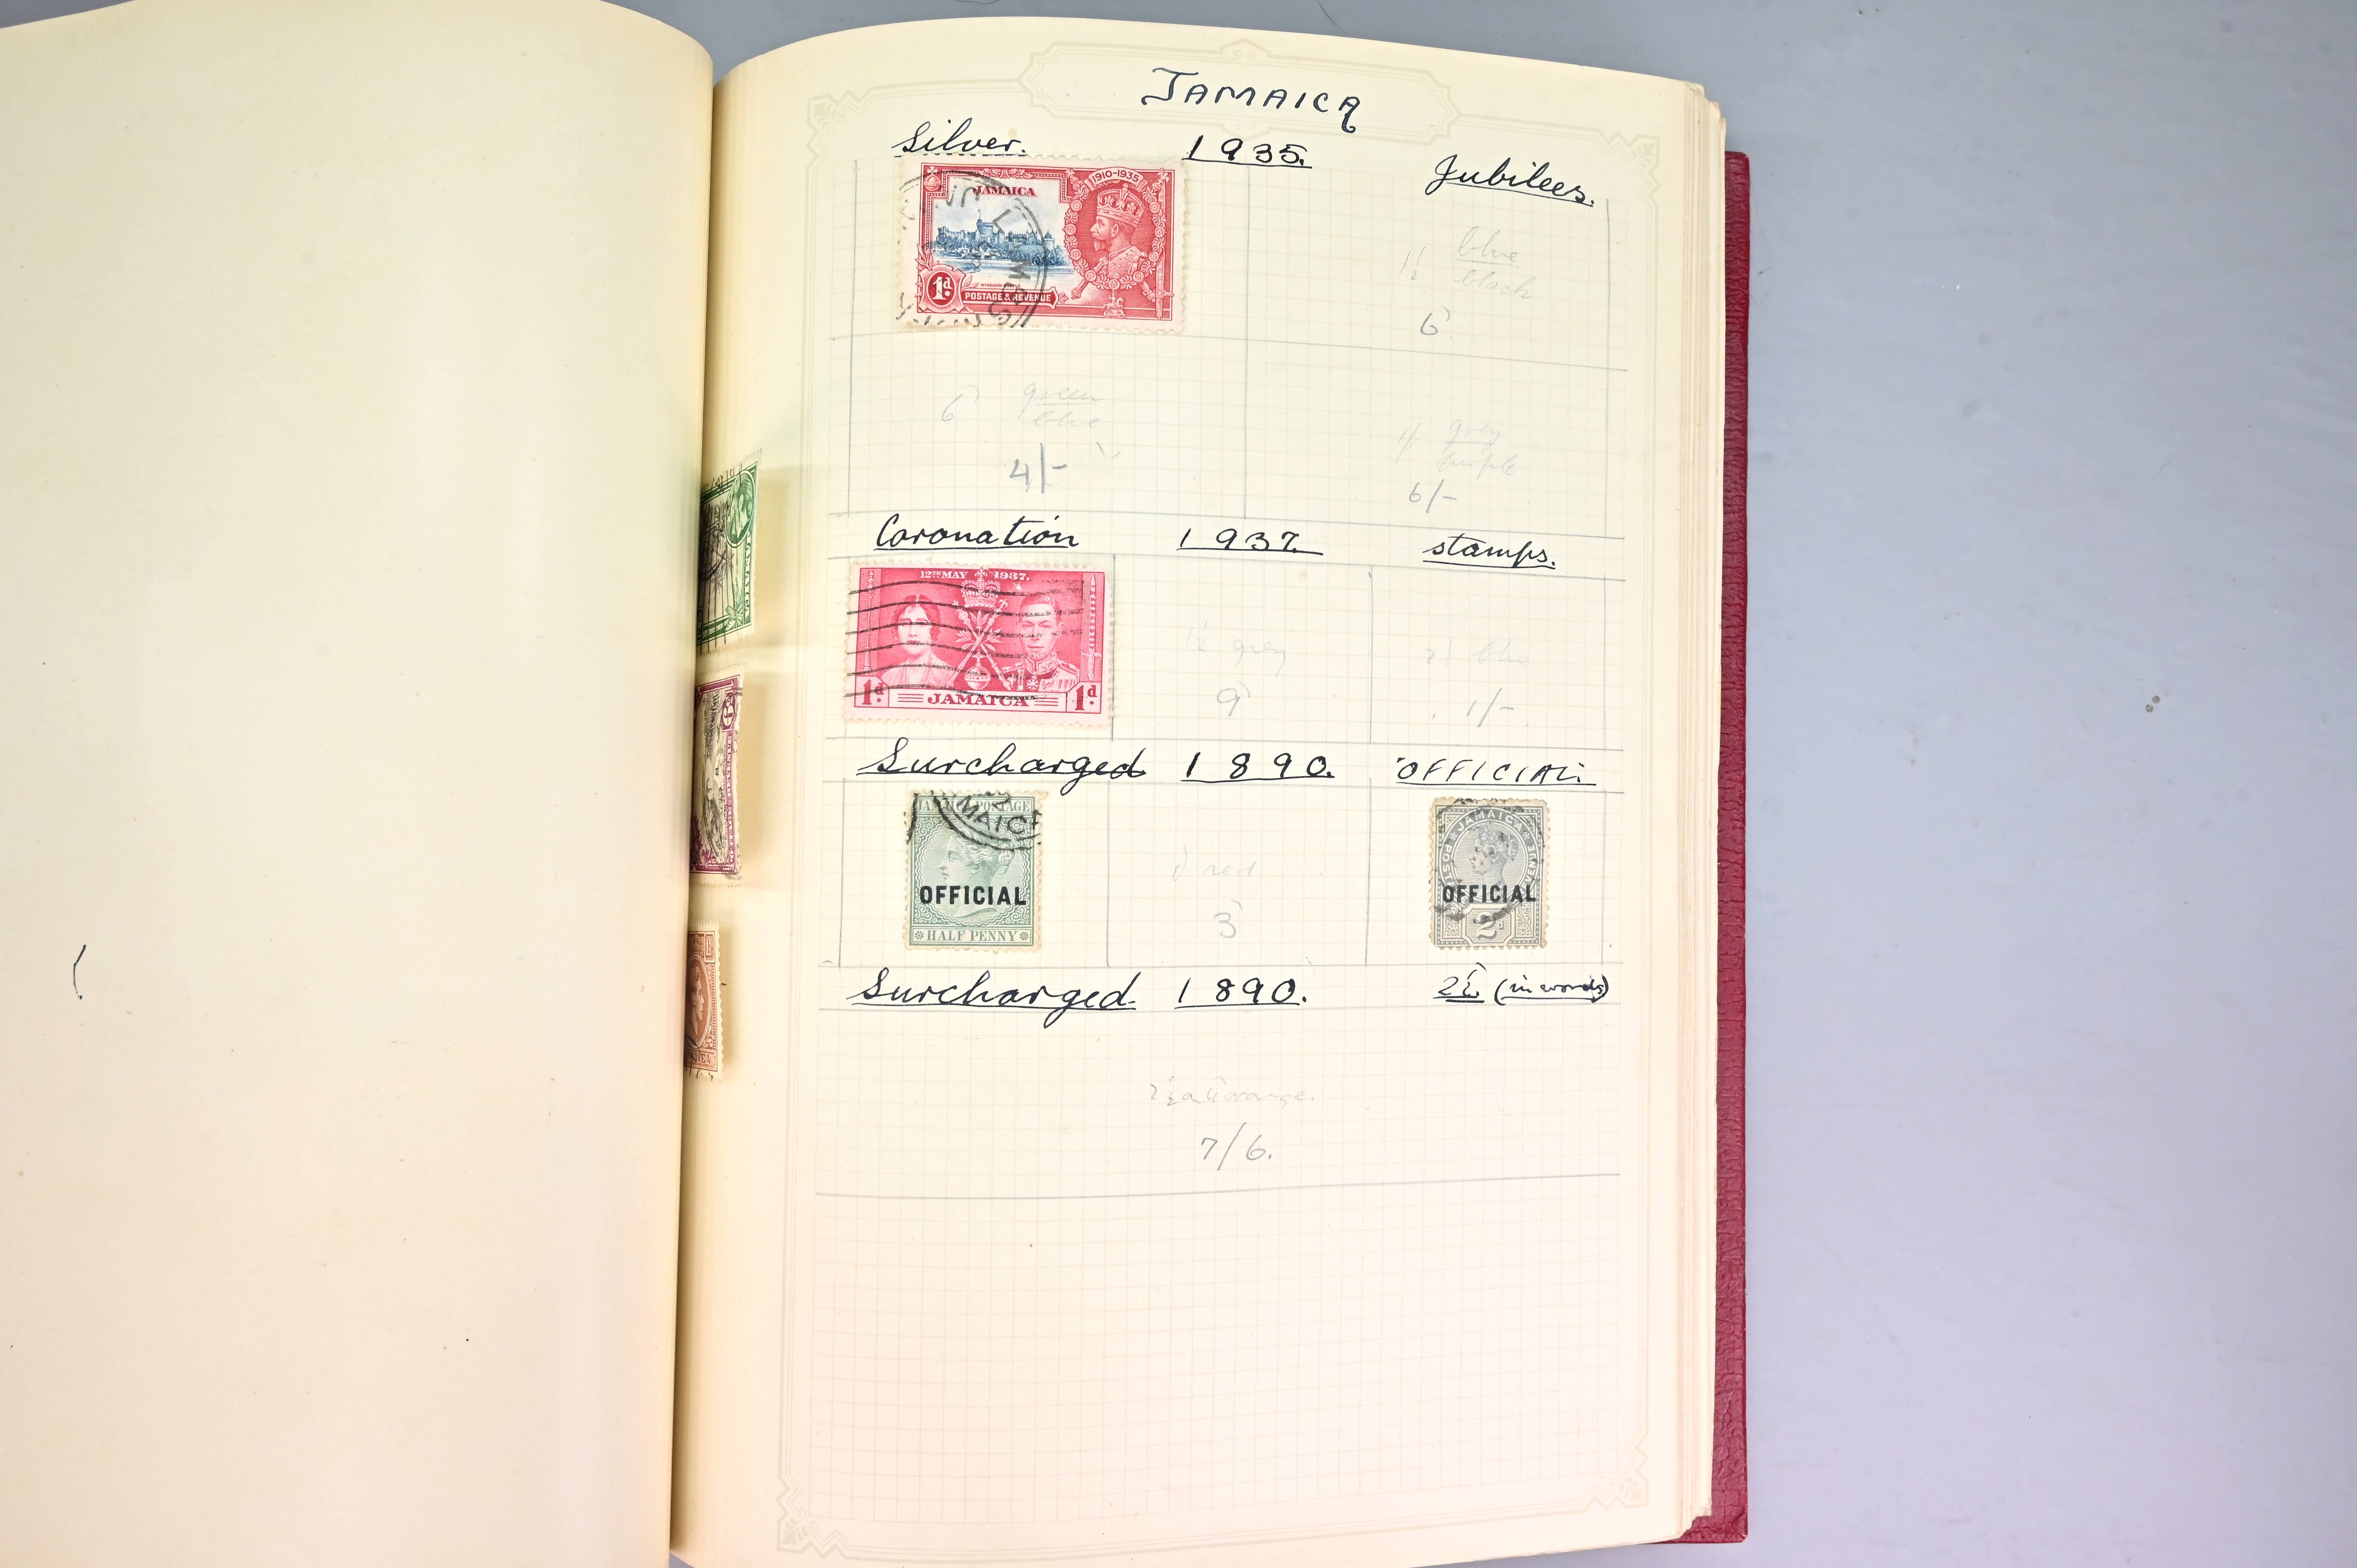 JAMAICA
Silver. 1935. Jubilees.
1910-1935
JAMAICA
1d
WINDSOR CASTLE
POSTAGE & REVENUE
1½ blue
black
6
6 green
blue
4/-
1/ grey
purple
6/-
Coronation 1937. stamps.
12TH MAY 1937.
1d. JAMAICA 1d.
1½ grey
9
2½ blue
1/-
Surcharged 1890. "OFFICIAL"
JAMAICA POSTAGE
OFFICIAL
HALF PENNY
1 red
3
JAMAICA
OFFICIAL
2d
Surcharged 1890. 2½ (in words)
7/6.